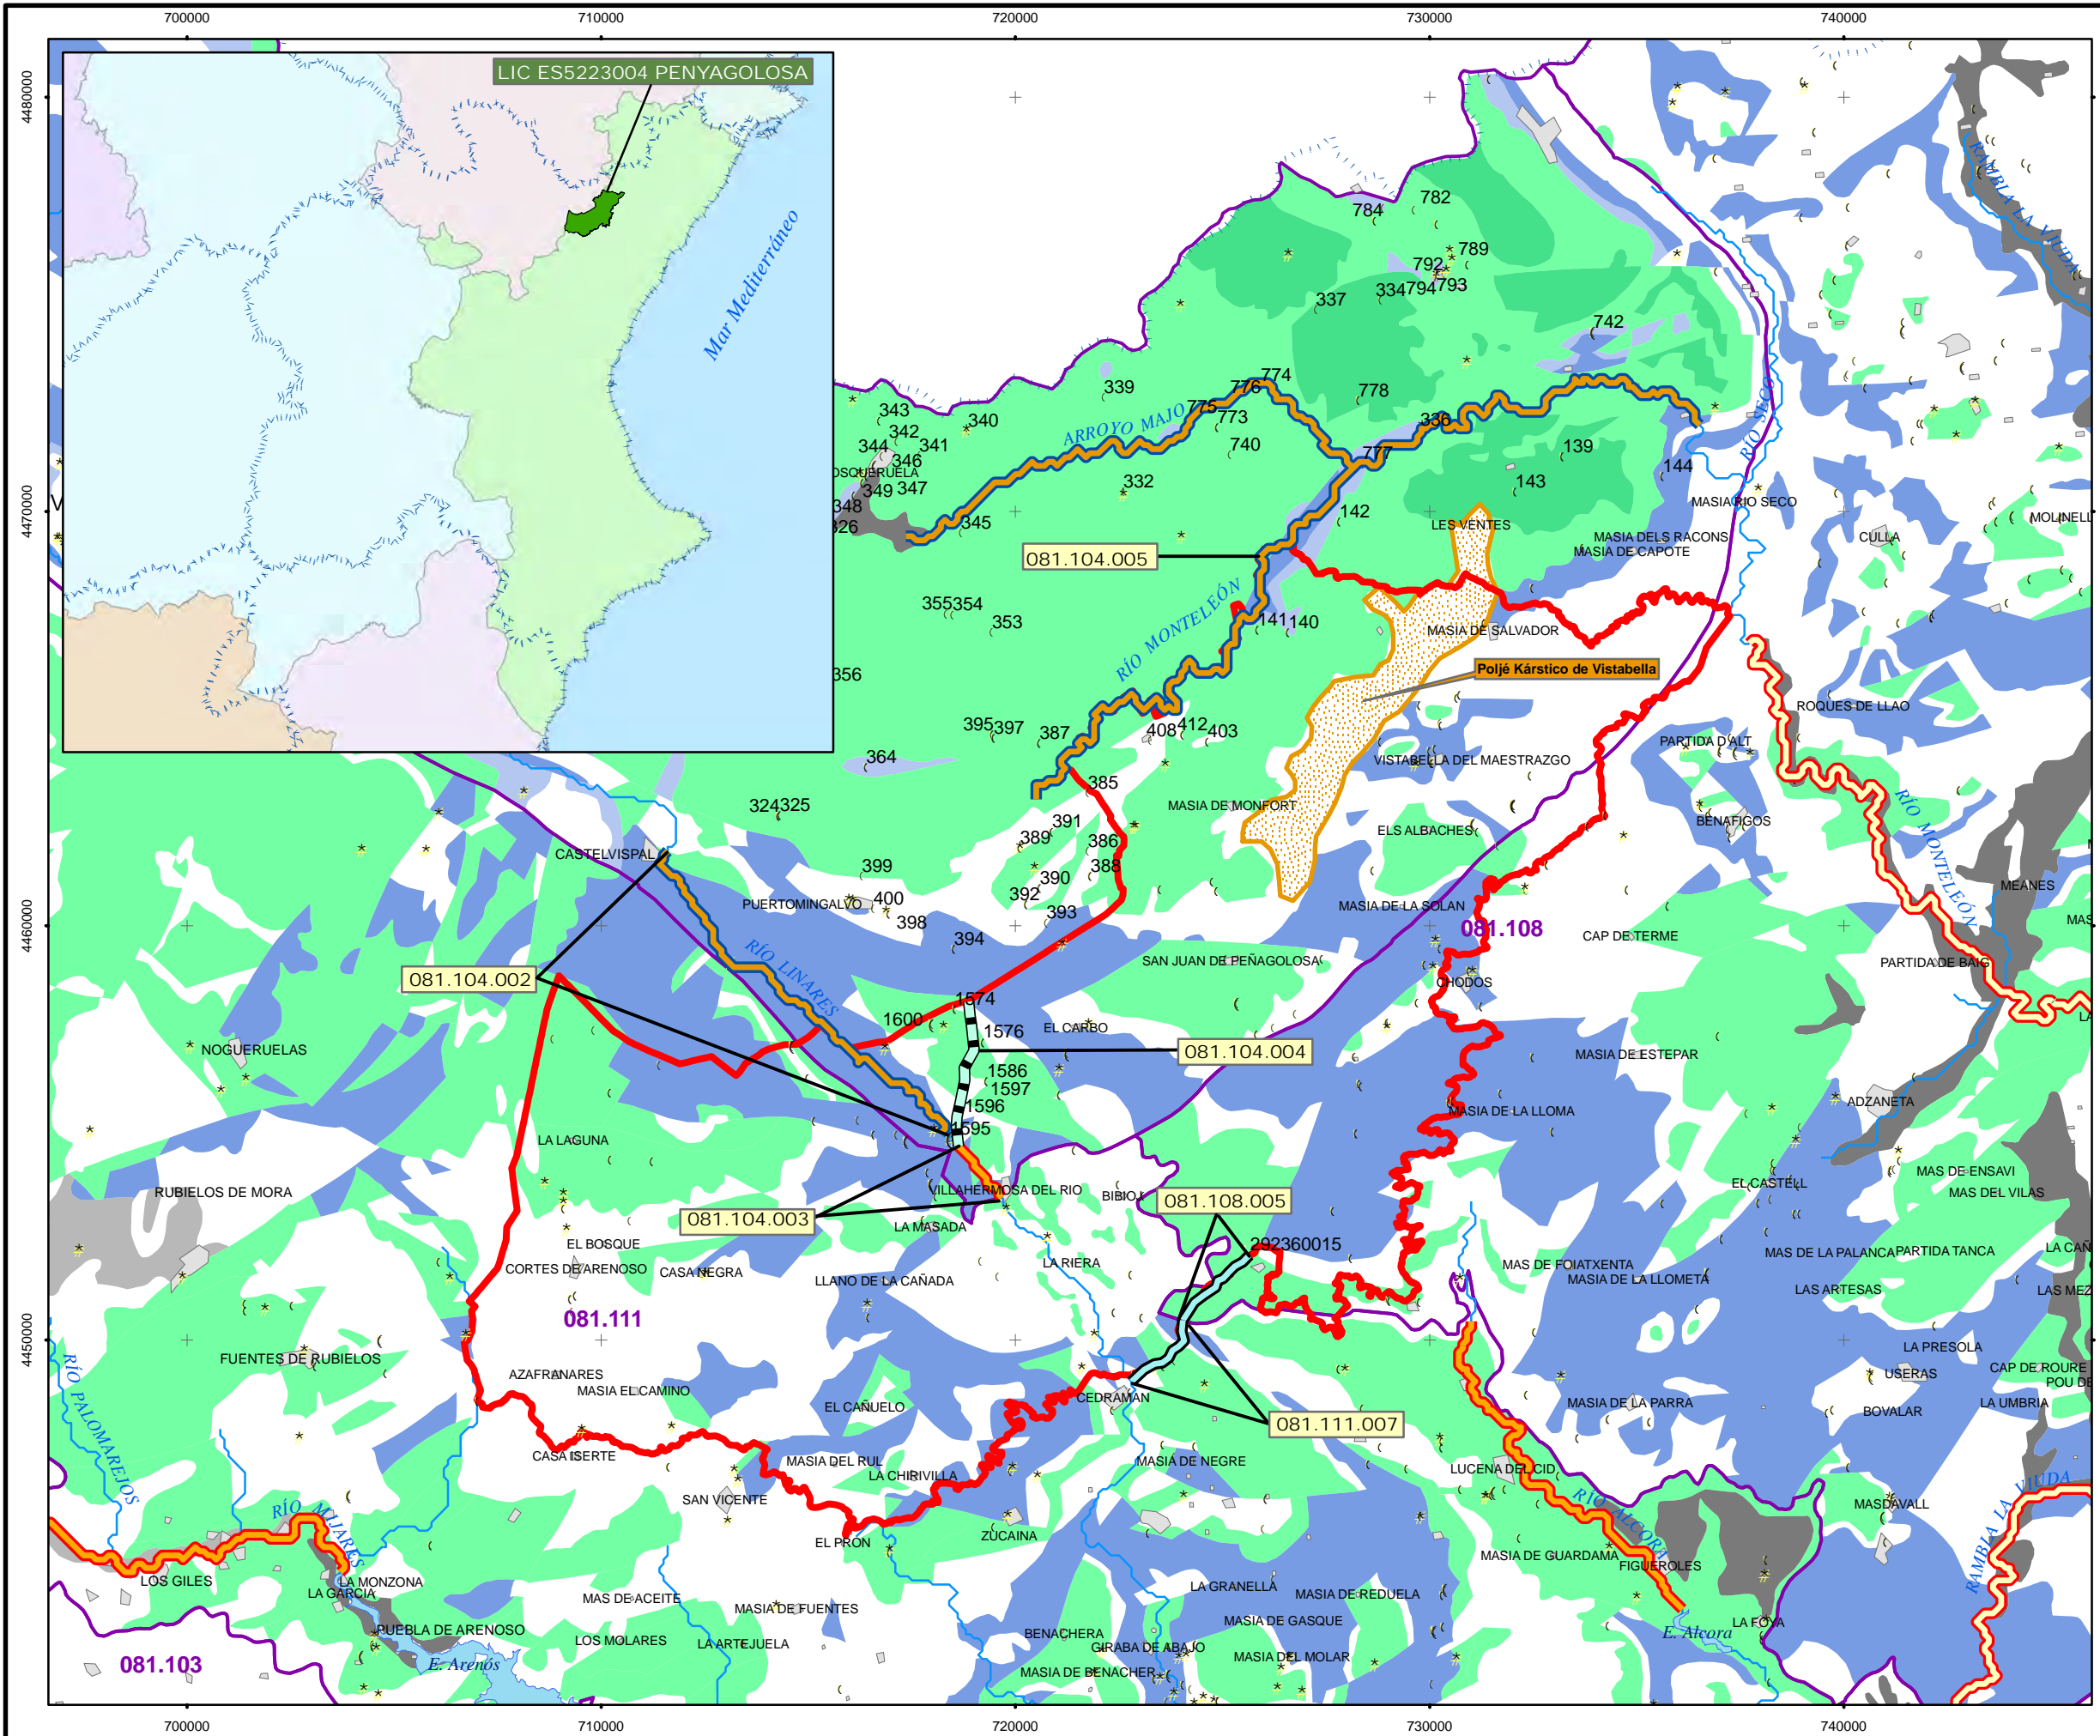 700000
710000
720000
730000
740000
4480000
4470000
4460000
4450000
LIC ES5223004 PENYAGOLOSA
Mar Mediterráneo
RAMBLA LA VIUDA
784
782
789
792
793
794
334
337
742
339
776
774
775
773
778
740
336
777
139
143
144
142
ARROYO MAJO
343
342
340
341
344
346
347
349
348
345
332
RÍO SECO
MASIA RIO SECO
LES VENTES
MASIA DELS RACONS
MASIA DE CAPOTE
CULLA
081.104.005
RÍO MONTELEÓN
355
354
353
356
141
140
MASIA DE SALVADOR
Poljé Kárstico de Vistabella
395
397
387
408
412
403
364
385
ROQUES DE LLAO
PARTIDA D'ALT
VISTABELLA DEL MAESTRAZGO
MASIA DE MONFORT
ELS ALBACHES
BENAFIGOS
RÍO MONTELEÓN
324
325
391
389
386
388
390
392
393
399
400
398
394
CASTELVISPAL
PUERTOMINGALVO
MASIA DE LA SOLAN
MEANES
081.108
CAP DE TERME
PARTIDA DE BAIG
SAN JUAN DE PEÑAGOLOSA
CHODOS
081.104.002
RÍO LINARES
1574
1600
1576
EL CARBO
081.104.004
NOGUERUELAS
MASIA DE ESTEPAR
1586
1597
1596
1595
MASIA DE LA LLOMA
ADZANETA
LA LAGUNA
RUBIELOS DE MORA
VILLAHERMOSA DEL RIO
081.108.005
EL CASTELL
MAS DE ENSAVI
MAS DEL VILAS
081.104.003
LA MASADA
292360015
EL BOSQUE
CORTES DE ARENOSO
CASA NEGRA
LLANO DE LA CAÑADA
LA RIERA
MAS DE FOIATXENTA
MASIA DE LA LLOMETA
MAS DE LA PALANCA
PARTIDA TANCA
LAS ARTESAS
081.111
LA PRESOLA
FUENTES DE RUBIELOS
RÍO PALOMAREJOS
AZAFRANARES
MASIA EL CAMINO
EL CAÑUELO
CEDRAMAN
081.111.007
MASIA DE LA PARRA
USERAS
CAP DE ROURE
BOVALAR
LA UMBRIA
CASA ISERTE
MASIA DEL RUL
LA CHIRIVILLA
MASIA DE NEGRE
LUCENA DEL CID
SAN VICENTE
RÍO ALCORA
MASDAVALL
RÍO MIJARES
EL PRÓN
ZUCAINA
MASIA DE GUARDAMA
FIGUEROLES
RAMBLA LA VIUDA
LOS GILES
LA MONZONA
LA GARCIA
MAS DE ACEITE
MASIA DE FUENTES
LA GRANELLA
MASIA DE REDUELA
MASIA DE GASQUE
LA FOYA
PUEBLA DE ARENOSO
LOS MOLARES
LA ARTEJUELA
BENACHERA
GIRABA DE ABAJO
MASIA DEL MOLAR
E. Alcora
081.103
E. Arenós
MASIA DE BENACHER
700000
710000
720000
730000
740000